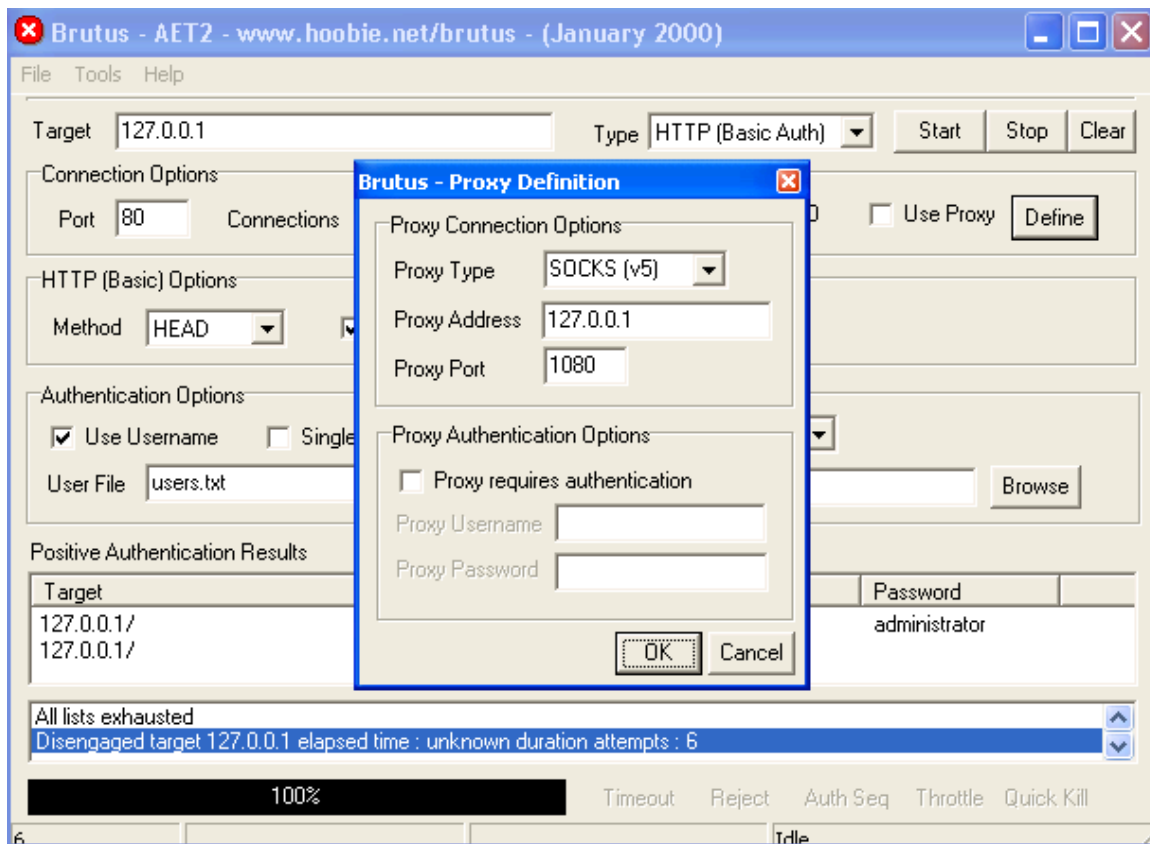 Brutus - AET2 - www.hoobie.net/brutus - (January 2000)
File Tools Help
Target 127.0.0.1 Type HTTP (Basic Auth) Start Stop Clear
Connection Options
Port 80 Connections Use Proxy Define
HTTP (Basic) Options
Method HEAD
Authentication Options
Use Username Single
User File users.txt Browse
Brutus - Proxy Definition
Proxy Connection Options
Proxy Type SOCKS (v5)
Proxy Address 127.0.0.1
Proxy Port 1080
Proxy Authentication Options
Proxy requires authentication
Proxy Username
Proxy Password
OK Cancel
Positive Authentication Results
Target Password
127.0.0.1/ administrator
127.0.0.1/
All lists exhausted
Disengaged target 127.0.0.1 elapsed time : unknown duration attempts : 6
100% Timeout Reject Auth Seq Throttle Quick Kill
6 Idle